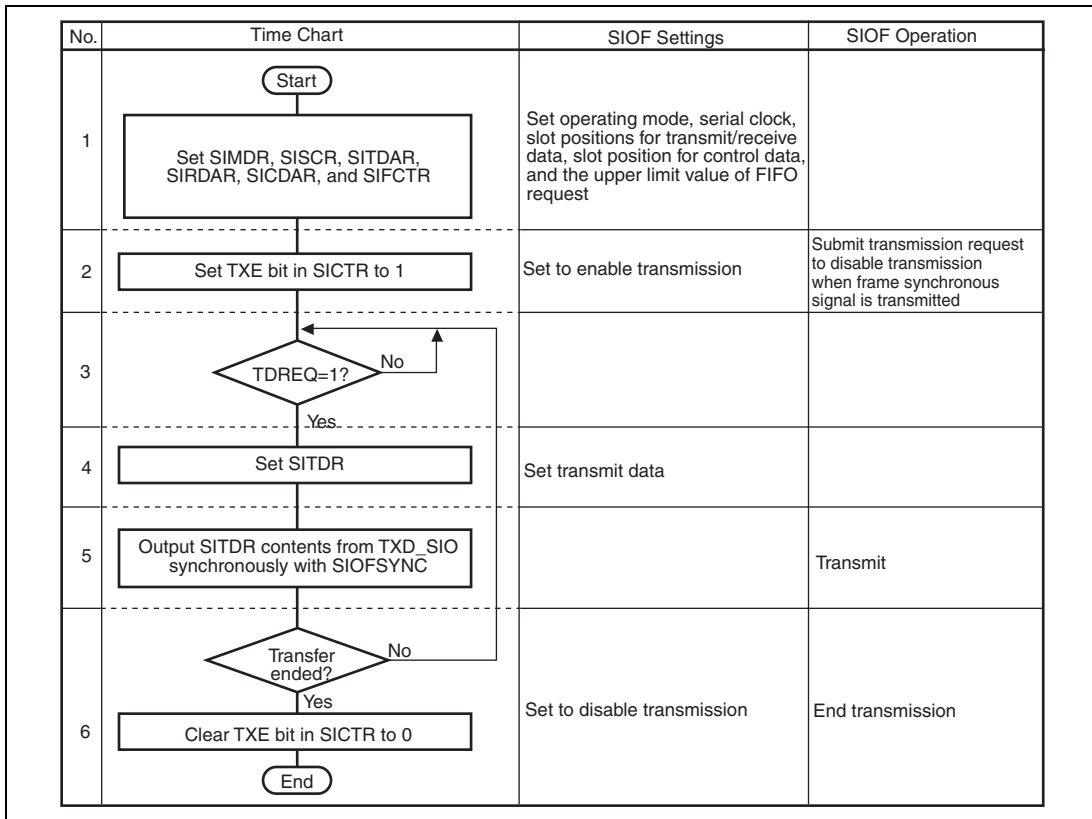 No.
Time Chart
SIOF Settings
SIOF Operation
Start
1
Set SIMDR, SISCR, SITDAR,
SIRDAR, SICDAR, and SIFCTR
Set operating mode, serial clock,
slot positions for transmit/receive
data, slot position for control data,
and the upper limit value of FIFO
request
2
Set TXE bit in SICTR to 1
Set to enable transmission
Submit transmission request
to disable transmission
when frame synchronous
signal is transmitted
3
TDREQ=1?
No
Yes
4
Set SITDR
Set transmit data
5
Output SITDR contents from TXD_SIO
synchronously with SIOFSYNC
Transmit
Transfer
ended?
No
Yes
6
Clear TXE bit in SICTR to 0
Set to disable transmission
End transmission
End